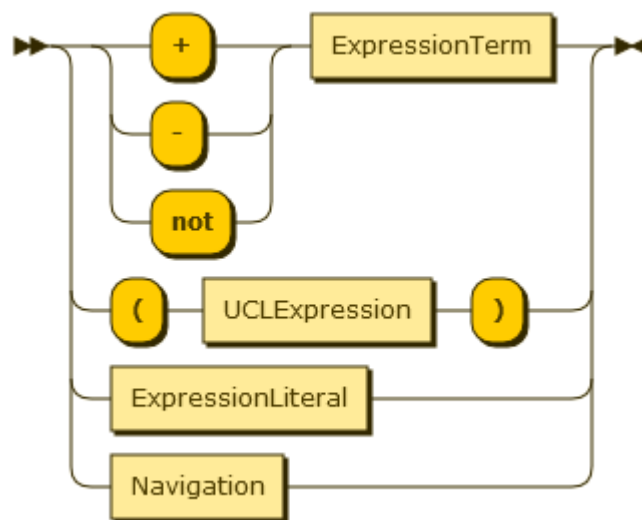 + ExpressionTerm
-
not
( UCLExpression )
ExpressionLiteral
Navigation